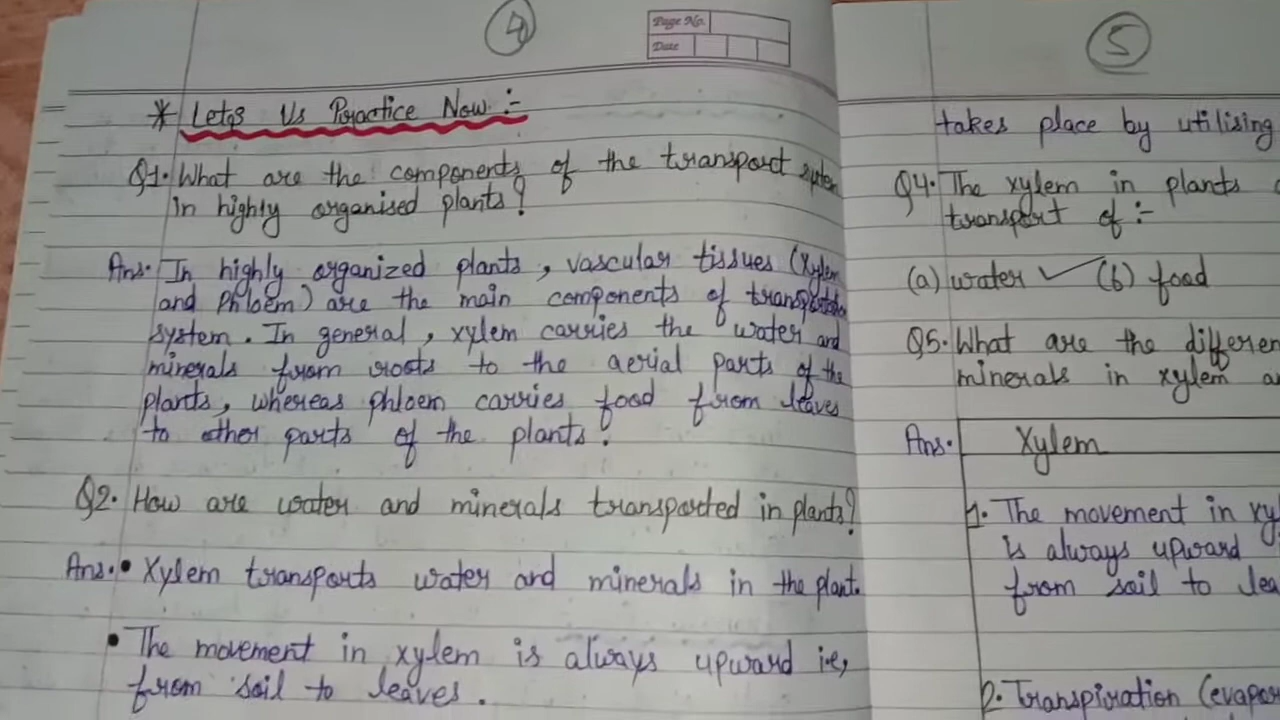 4
Page No.
Date
* Let's Us Practice Now :-
Q1. What are the components of the transport system
in highly organised plants?
Ans. In highly organized plants, vascular tissues (Xylem
and Phloem) are the main components of
system. In general, xylem carries the water and
minerals from roots to the aerial parts of the
plants, whereas phloem carries food from leaves
to other parts of the plants.
Q2. How are water and minerals transported in plants?
Ans. • Xylem transports water and minerals in the plant.
• The movement in xylem is always upward i.e,
from soil to leaves.
5
takes place by utilising
Q4. The xylem in plants
transport of :-
(a) water ✓ (b) food
Q5. What are the differen
minerals in xylem
Ans. Xylem
1. The movement in xy
is always upward
from soil to lea
2. Transpiration (evapor